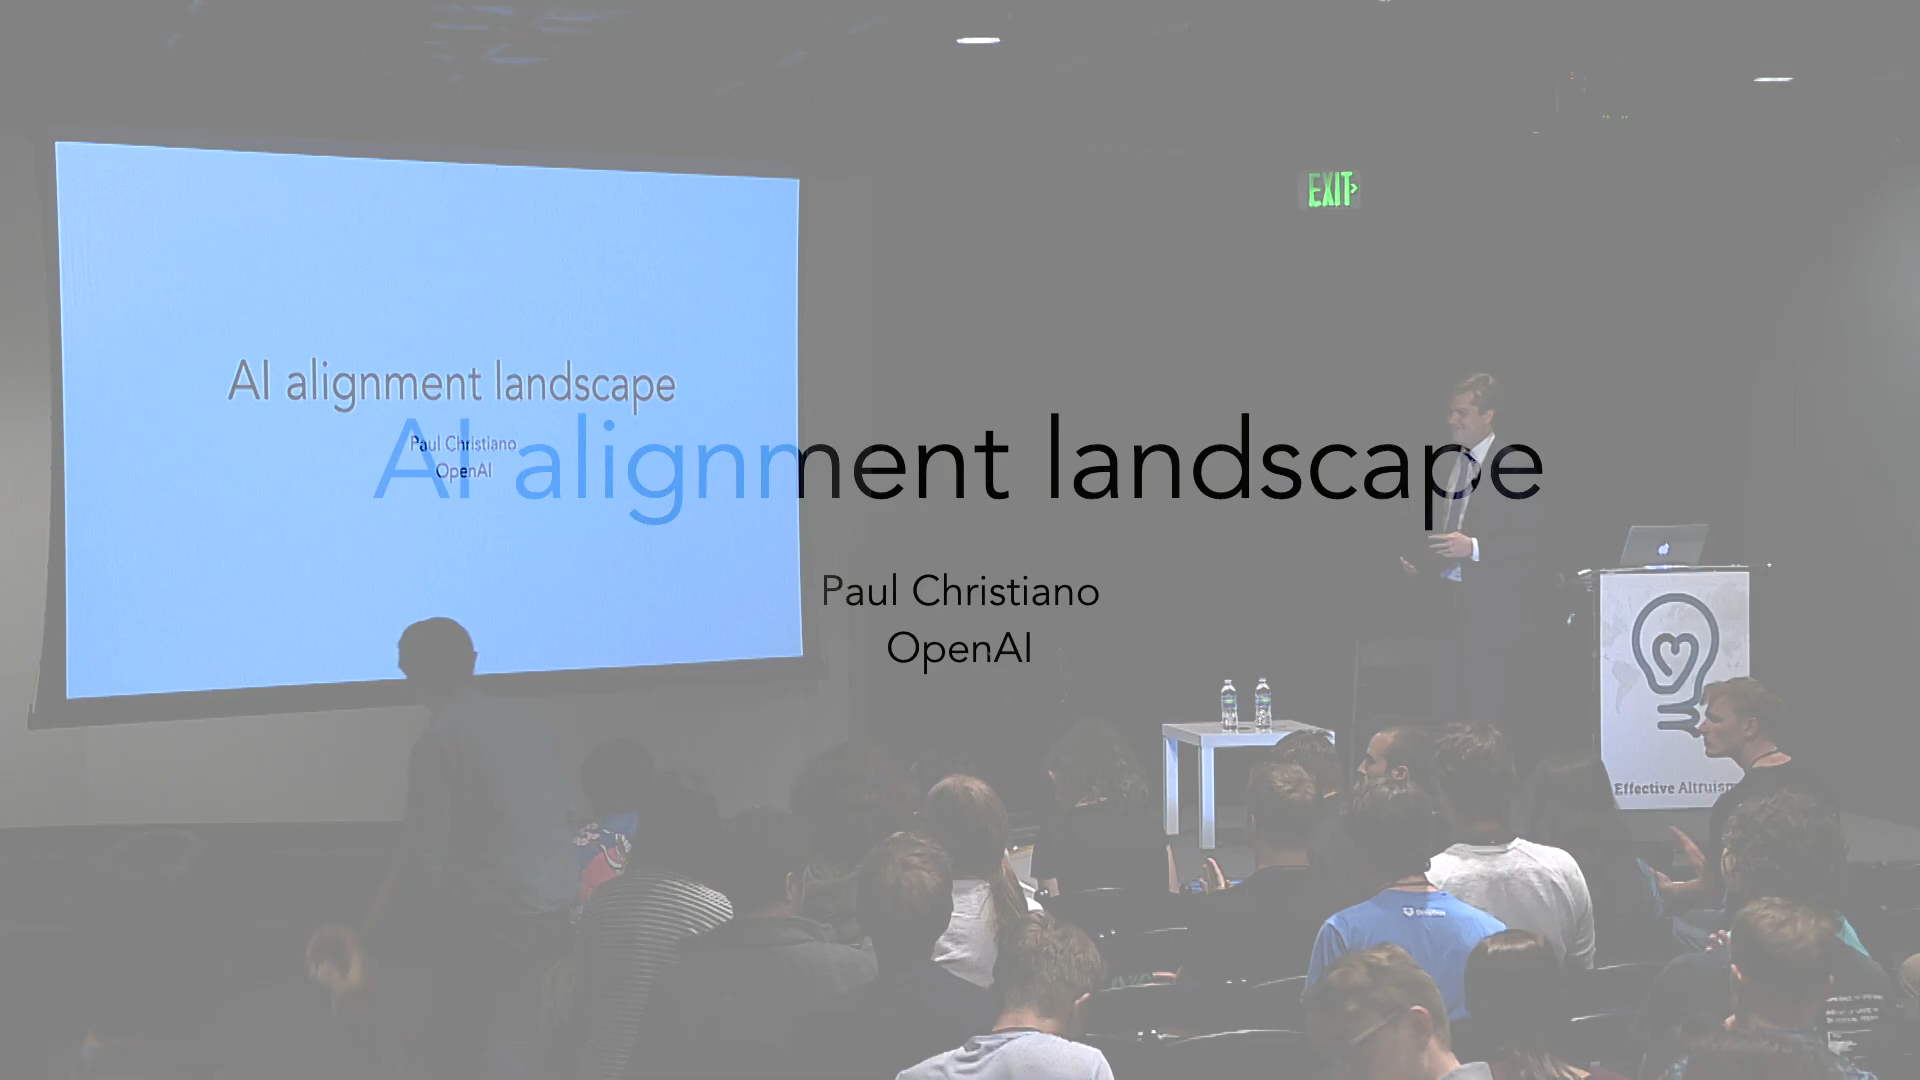 EXIT
AI alignment landscape
Paul Christiano
OpenAI
AI alignment landscape
Paul Christiano
OpenAI
Effective Altruism